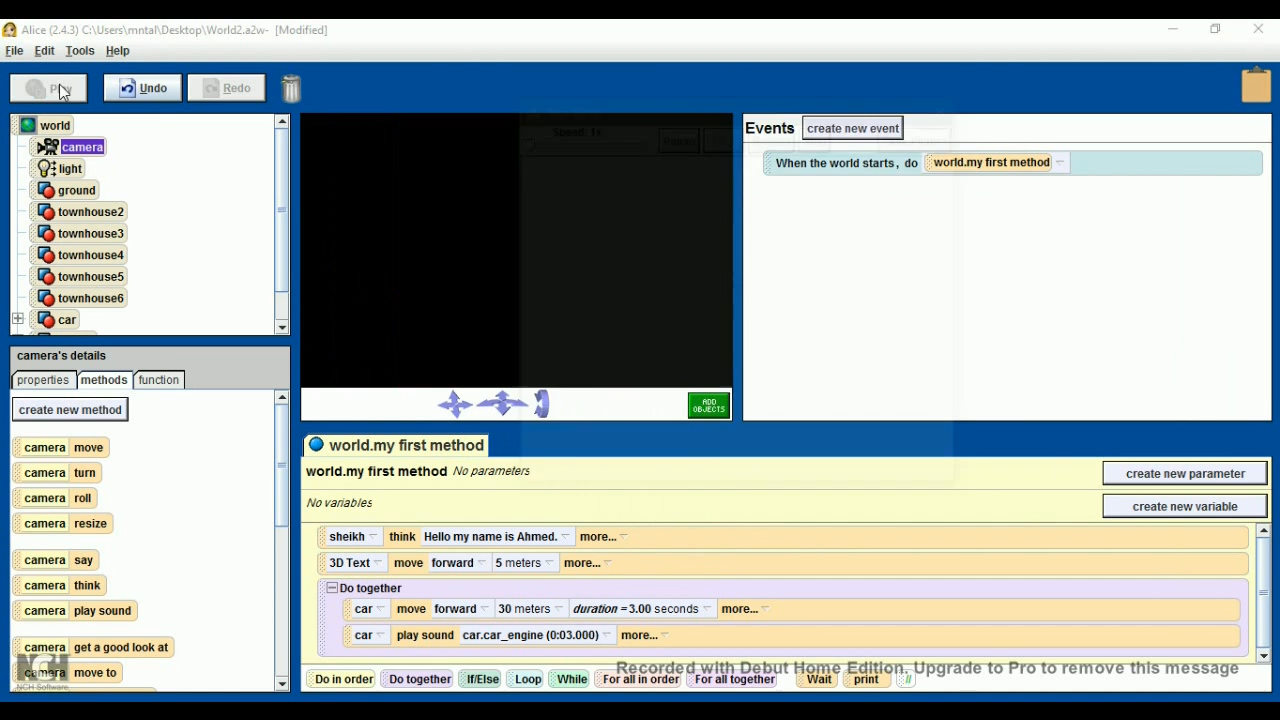 Alice (2.4.3) C:\Users\mntal\Desktop\World2.a2w- [Modified]
File Edit Tools Help
Undo Redo
world
camera
light
ground
townhouse2
townhouse3
townhouse4
townhouse5
townhouse6
car
Speed: 1x
Events create new event
When the world starts, do world.my first method
ADD OBJECTS
camera's details
properties methods function
create new method
camera move
camera turn
camera roll
camera resize
camera say
camera think
camera play sound
camera get a good look at
camera move to
world.my first method
world.my first method No parameters
create new parameter
No variables
create new variable
sheikh think Hello my name is Ahmed. more...
3D Text move forward 5 meters more...
Do together
car move forward 30 meters duration = 3.00 seconds more...
car play sound car.car_engine (0:03.000) more...
Do in order Do together If/Else Loop While For all in order For all together Wait print //
NCH Software
Recorded with Debut Home Edition. Upgrade to Pro to remove this message